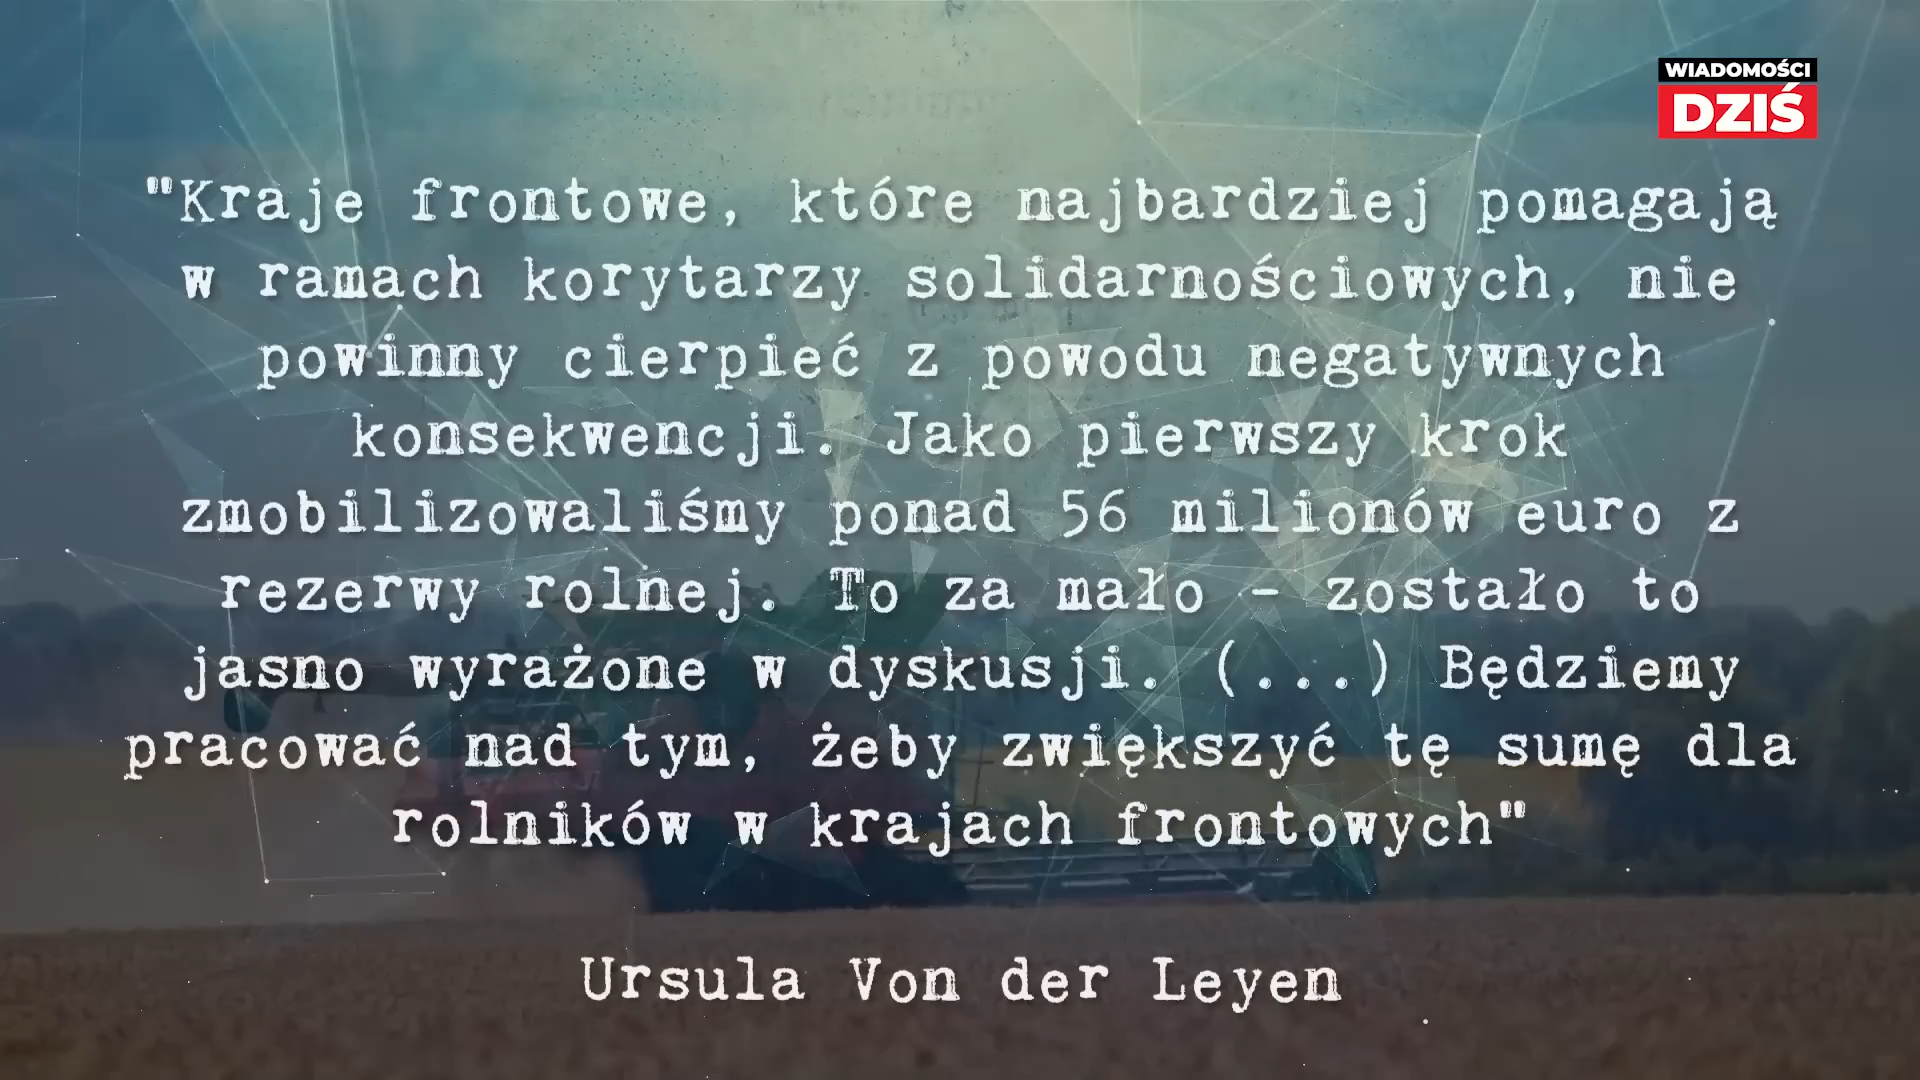 WIADOMOŚCI
DZIŚ
"Kraje frontowe, które najbardziej pomagają
w ramach korytarzy solidarnościowych, nie
powinny cierpieć z powodu negatywnych
konsekwencji. Jako pierwszy krok
zmobilizowaliśmy ponad 56 milionów euro z
rezerwy rolnej. To za mało - zostało to
jasno wyrażone w dyskusji. (...) Będziemy
pracować nad tym, żeby zwiększyć tę sumę dla
rolników w krajach frontowych"
Ursula Von der Leyen